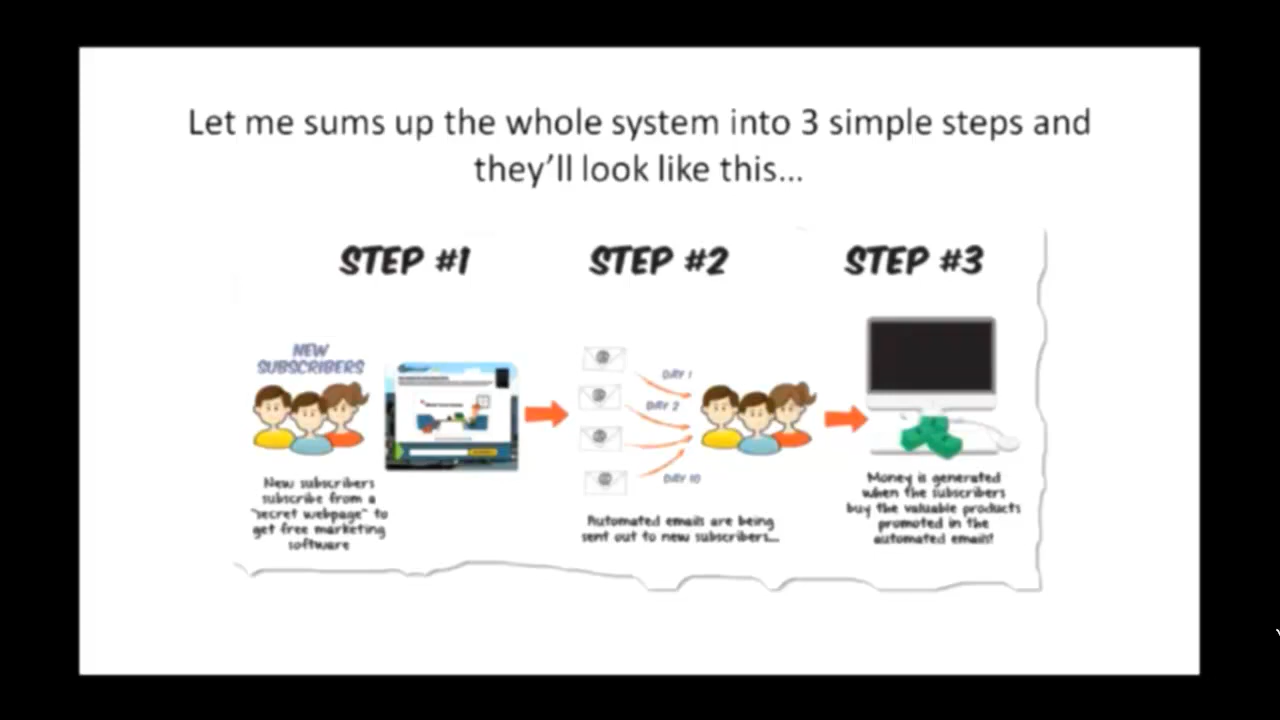 Let me sums up the whole system into 3 simple steps and
they'll look like this...
STEP #1
STEP #2
STEP #3
NEW
SUBSCRIBERS
New subscribers
subscribe from a
"secret webpage" to
get free marketing
software
DAY 1
DAY 2
DAY 10
Automated emails are being
sent out to new subscribers...
Money is generated
when the subscribers
buy the valuable products
promoted in the
automated emails!